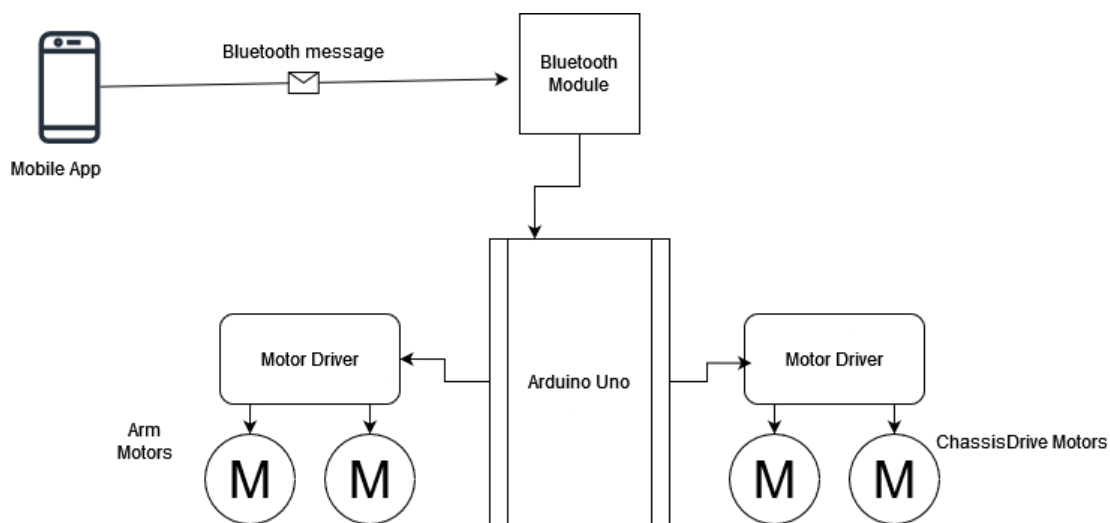 Bluetooth message
Bluetooth
Module
Mobile App
Motor Driver
Arduino Uno
Motor Driver
Arm
Motors
M
M
M
M
ChassisDrive Motors